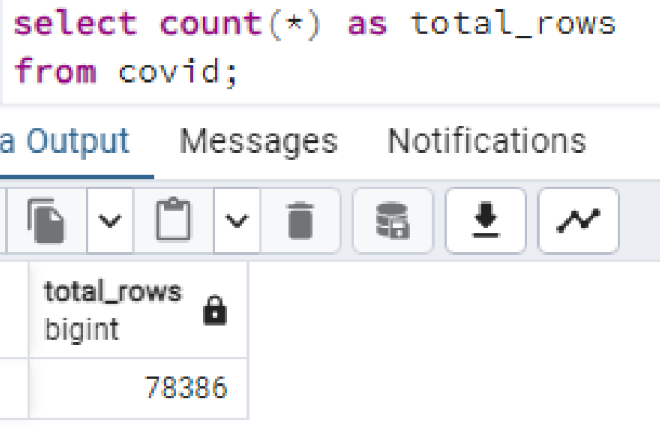 select count(*) as total_rows
from covid;
a Output Messages Notifications
total_rows
bigint
78386